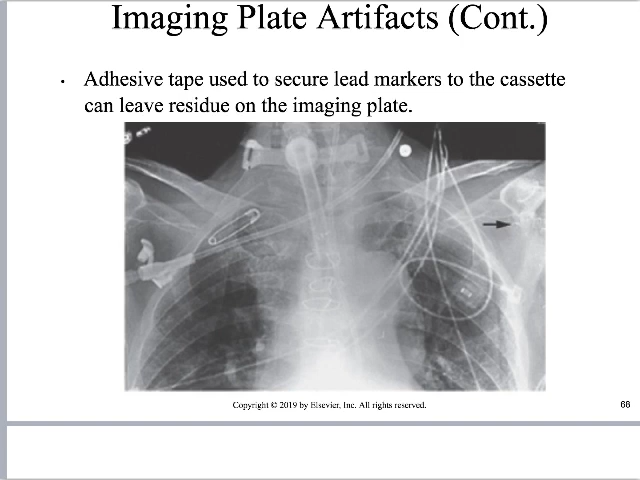 Imaging Plate Artifacts (Cont.)
• Adhesive tape used to secure lead markers to the cassette
can leave residue on the imaging plate.
Copyright © 2019 by Elsevier, Inc. All rights reserved.
68